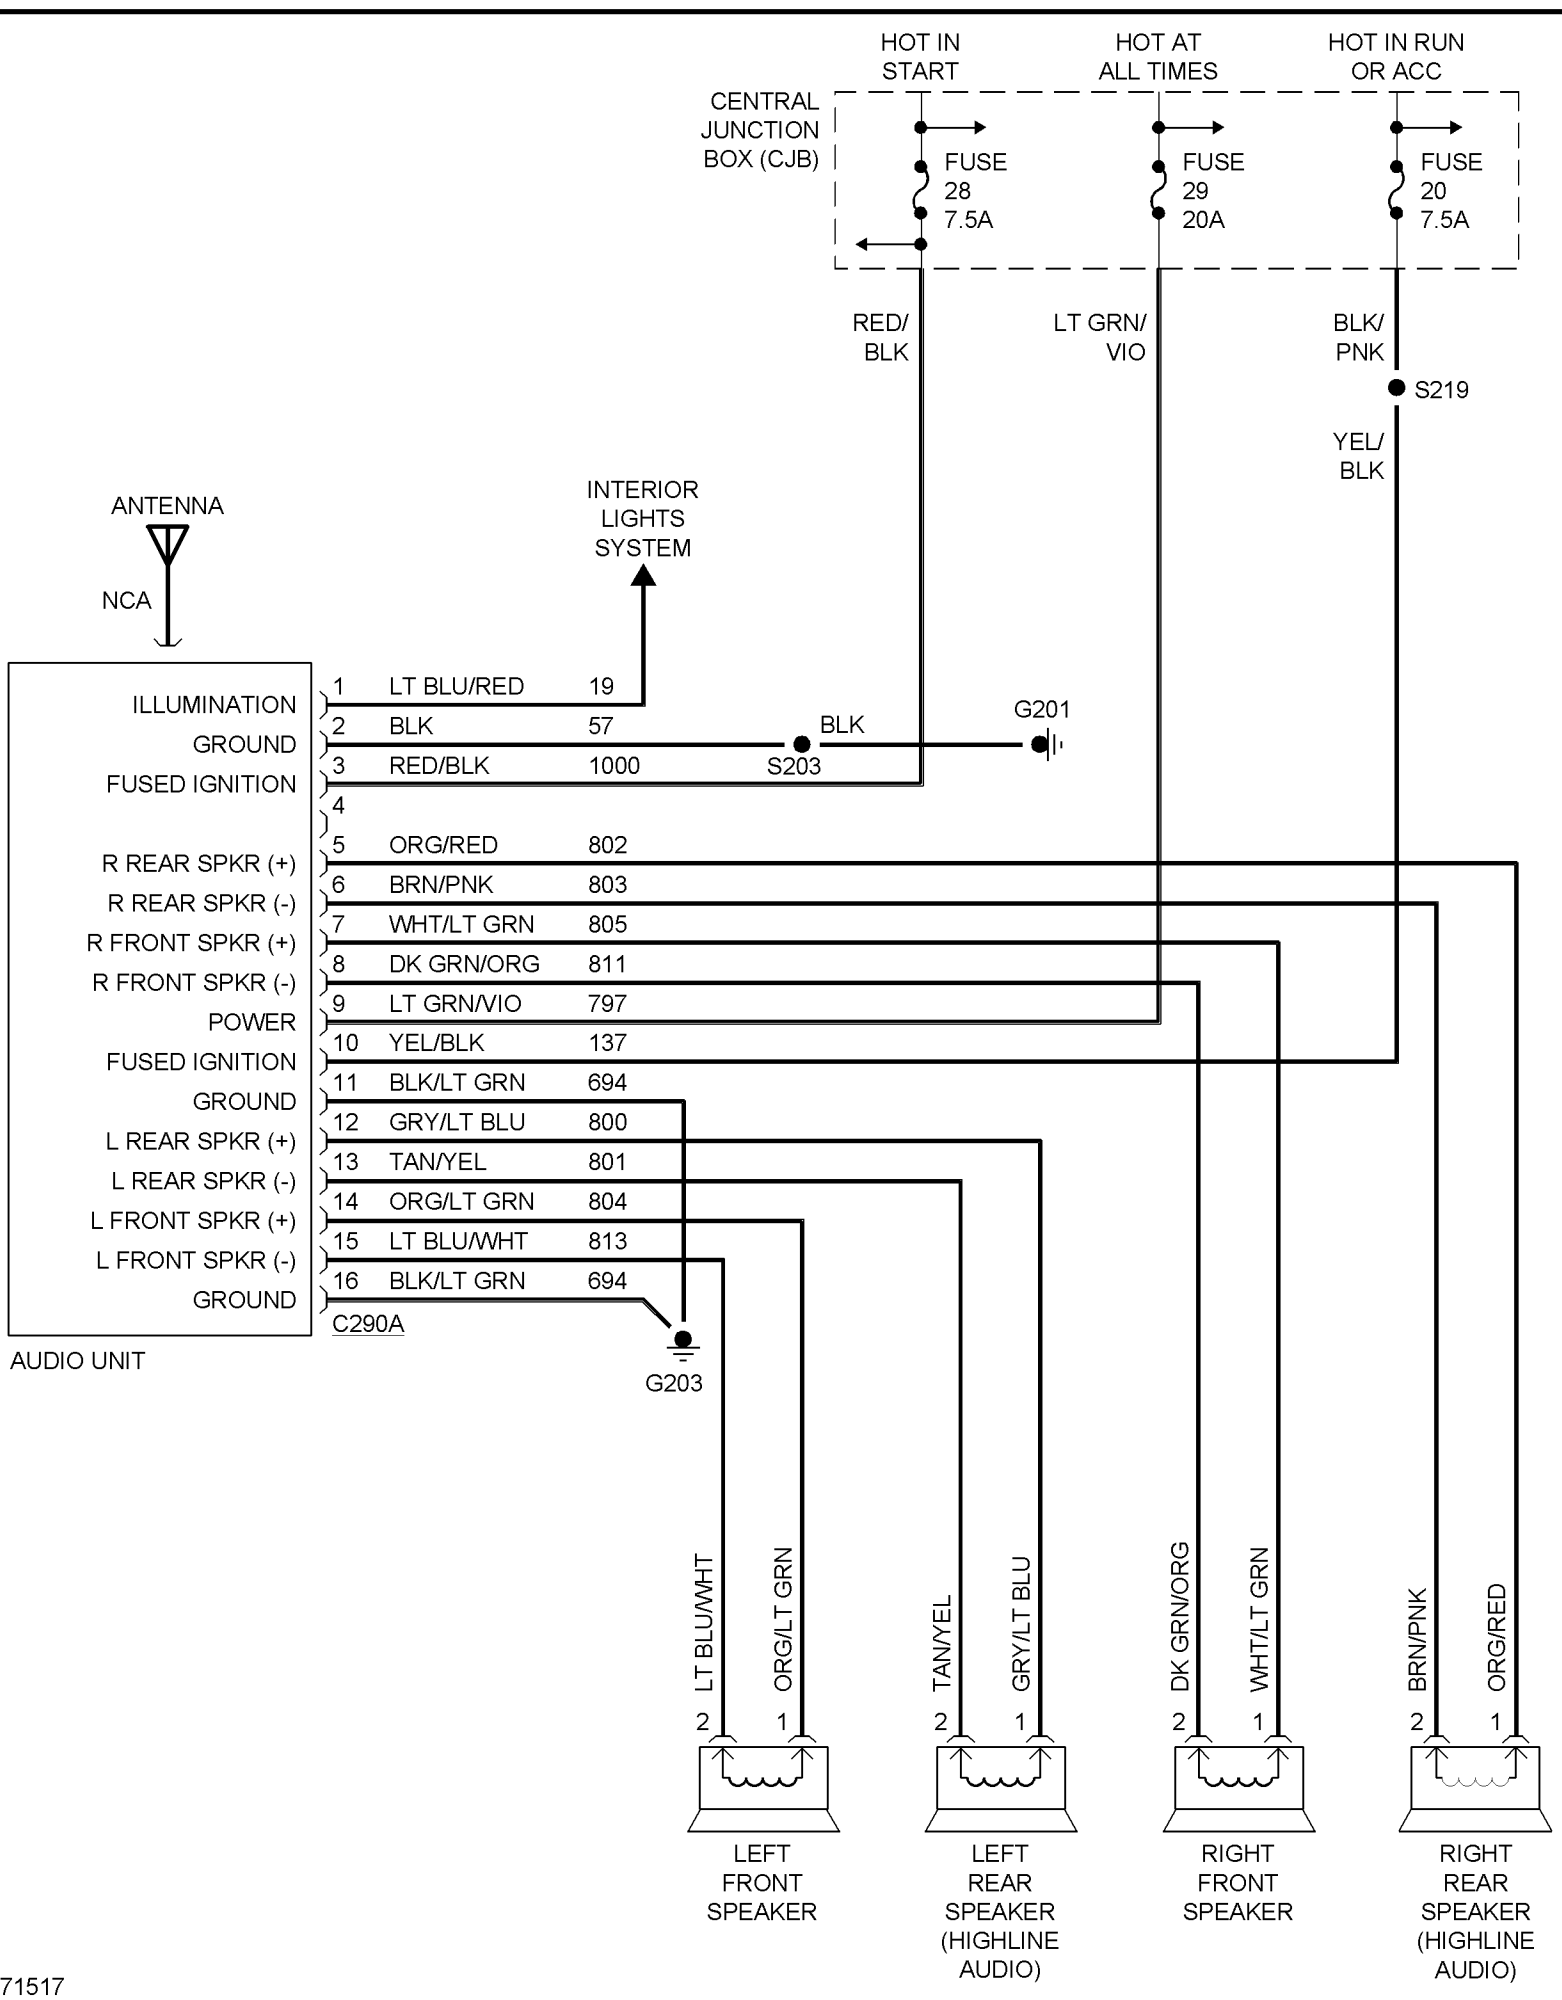 HOT IN
START
HOT AT
ALL TIMES
HOT IN RUN
OR ACC
CENTRAL
JUNCTION
BOX (CJB)
FUSE
28
7.5A
FUSE
29
20A
FUSE
20
7.5A
RED/
BLK
LT GRN/
VIO
BLK/
PNK
S219
YEL/
BLK
INTERIOR
LIGHTS
SYSTEM
ANTENNA
NCA
ILLUMINATION 1 LT BLU/RED 19
GROUND 2 BLK 57
S203
BLK
G201
FUSED IGNITION 3 RED/BLK 1000
4
R REAR SPKR (+) 5 ORG/RED 802
R REAR SPKR (-) 6 BRN/PNK 803
R FRONT SPKR (+) 7 WHT/LT GRN 805
R FRONT SPKR (-) 8 DK GRN/ORG 811
POWER 9 LT GRN/VIO 797
FUSED IGNITION 10 YEL/BLK 137
GROUND 11 BLK/LT GRN 694
L REAR SPKR (+) 12 GRY/LT BLU 800
L REAR SPKR (-) 13 TAN/YEL 801
L FRONT SPKR (+) 14 ORG/LT GRN 804
L FRONT SPKR (-) 15 LT BLU/WHT 813
GROUND 16 BLK/LT GRN 694
C290A
AUDIO UNIT
G203
LT BLU/WHT
ORG/LT GRN
TAN/YEL
GRY/LT BLU
DK GRN/ORG
WHT/LT GRN
BRN/PNK
ORG/RED
2 1
2 1
2 1
2 1
LEFT
FRONT
SPEAKER
LEFT
REAR
SPEAKER
(HIGHLINE
AUDIO)
RIGHT
FRONT
SPEAKER
RIGHT
REAR
SPEAKER
(HIGHLINE
AUDIO)
71517